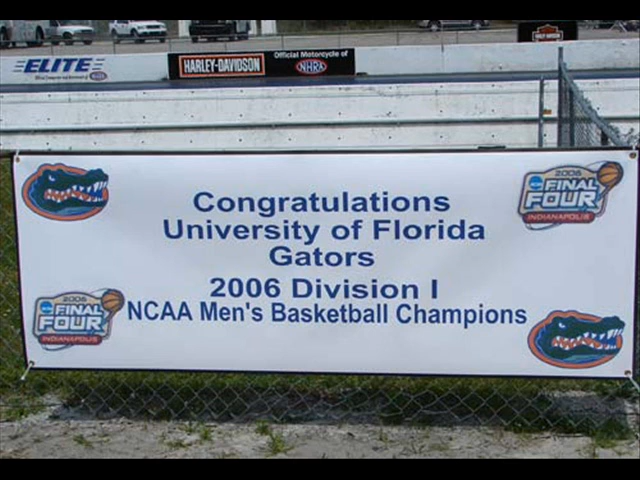 ELITE
HARLEY-DAVIDSON
Official Motorcycle of
NHRA
Congratulations
University of Florida
Gators
2006 Division I
NCAA Men's Basketball Champions
2006
FINAL
FOUR
INDIANAPOLIS
2006
FINAL
FOUR
INDIANAPOLIS